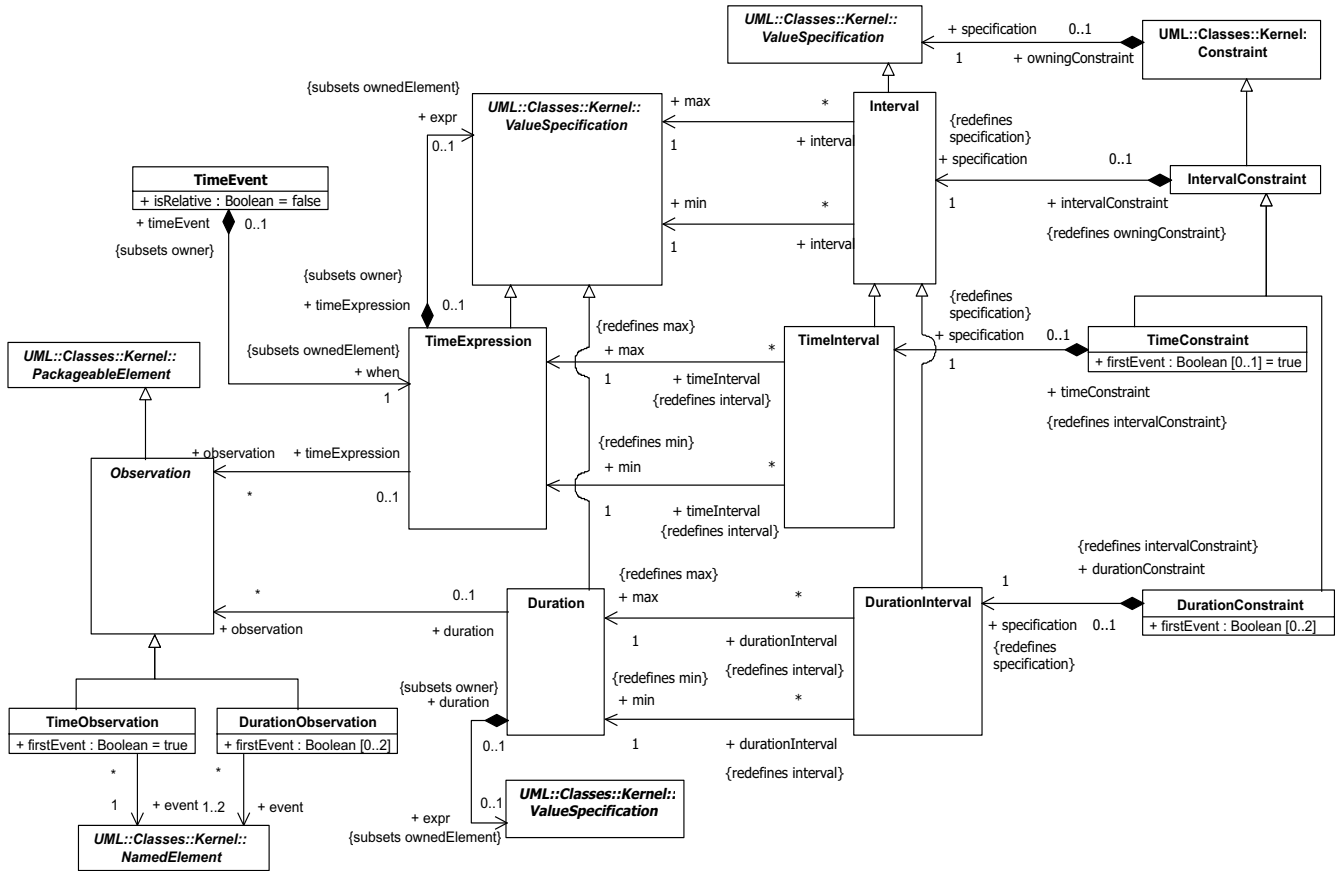 UML::Classes::Kernel::
ValueSpecification
+ specification
0..1
1
+ owningConstraint
UML::Classes::Kernel:
Constraint
{subsets ownedElement}
+ expr
0..1
UML::Classes::Kernel::
ValueSpecification
+ max
*
1
+ interval
Interval
{redefines
specification}
+ specification
0..1
1
+ intervalConstraint
{redefines owningConstraint}
IntervalConstraint
TimeEvent
+ isRelative : Boolean = false
+ timeEvent
0..1
{subsets owner}
+ min
*
1
+ interval
{subsets owner}
+ timeExpression
0..1
{redefines
specification}
+ specification
0..1
1
TimeConstraint
+ firstEvent : Boolean [0..1] = true
+ timeConstraint
{redefines intervalConstraint}
{subsets ownedElement}
+ when
1
TimeExpression
{redefines max}
+ max
*
1
+ timeInterval
{redefines interval}
TimeInterval
UML::Classes::Kernel::
PackageableElement
Observation
+ observation
+ timeExpression
*
0..1
{redefines min}
+ min
*
1
+ timeInterval
{redefines interval}
{redefines intervalConstraint}
+ durationConstraint
1
+ specification
0..1
{redefines
specification}
DurationConstraint
+ firstEvent : Boolean [0..2]
*
0..1
+ observation
+ duration
Duration
{redefines max}
+ max
*
1
+ durationInterval
{redefines interval}
DurationInterval
{redefines min}
+ min
*
1
+ durationInterval
{redefines interval}
{subsets owner}
+ duration
0..1
0..1
+ expr
{subsets ownedElement}
UML::Classes::Kernel::
ValueSpecification
TimeObservation
+ firstEvent : Boolean = true
DurationObservation
+ firstEvent : Boolean [0..2]
*
*
1
+ event
1..2
+ event
UML::Classes::Kernel::
NamedElement